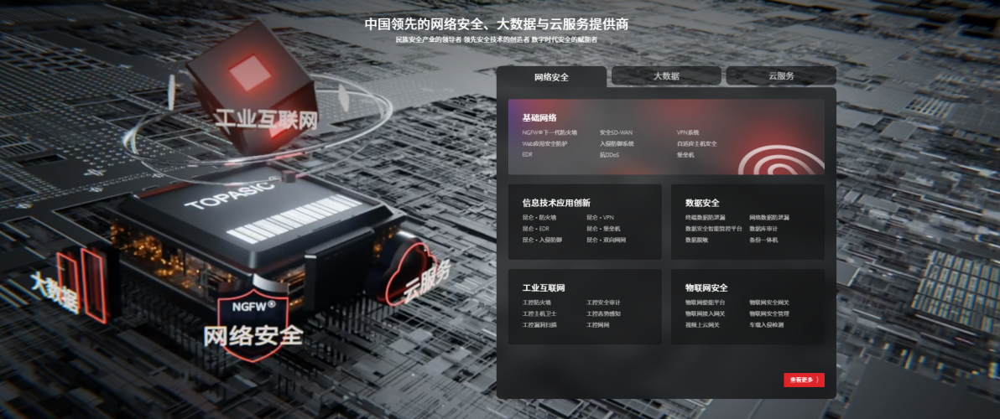 中国领先的网络安全、大数据与云服务提供商
民族安全产业的领导者 领先安全技术的创造者 数字时代安全的赋能者
工业互联网
TOPASIC
大数据
NGFW®
网络安全
云服务
网络安全 大数据 云服务
基础网络
NGFW®下一代防火墙 安全SD-WAN VPN系统
Web应用安全防护 入侵防御系统 自适应主机安全
EDR 抗DDoS 堡垒机
信息技术应用创新
昆仑·防火墙 昆仑·VPN
昆仑·EDR 昆仑·堡垒机
昆仑·入侵防御 昆仑·双向网闸
数据安全
终端数据防泄漏 网络数据防泄漏
数据安全智能管控平台 数据库审计
数据脱敏 备份一体机
工业互联网
工控防火墙 工控安全审计
工控主机卫士 工控态势感知
工控漏洞扫描 工控网闸
物联网安全
物联网使能平台 物联网安全网关
物联网接入网关 物联网安全管理
视频上云网关 车载入侵检测
查看更多 〉